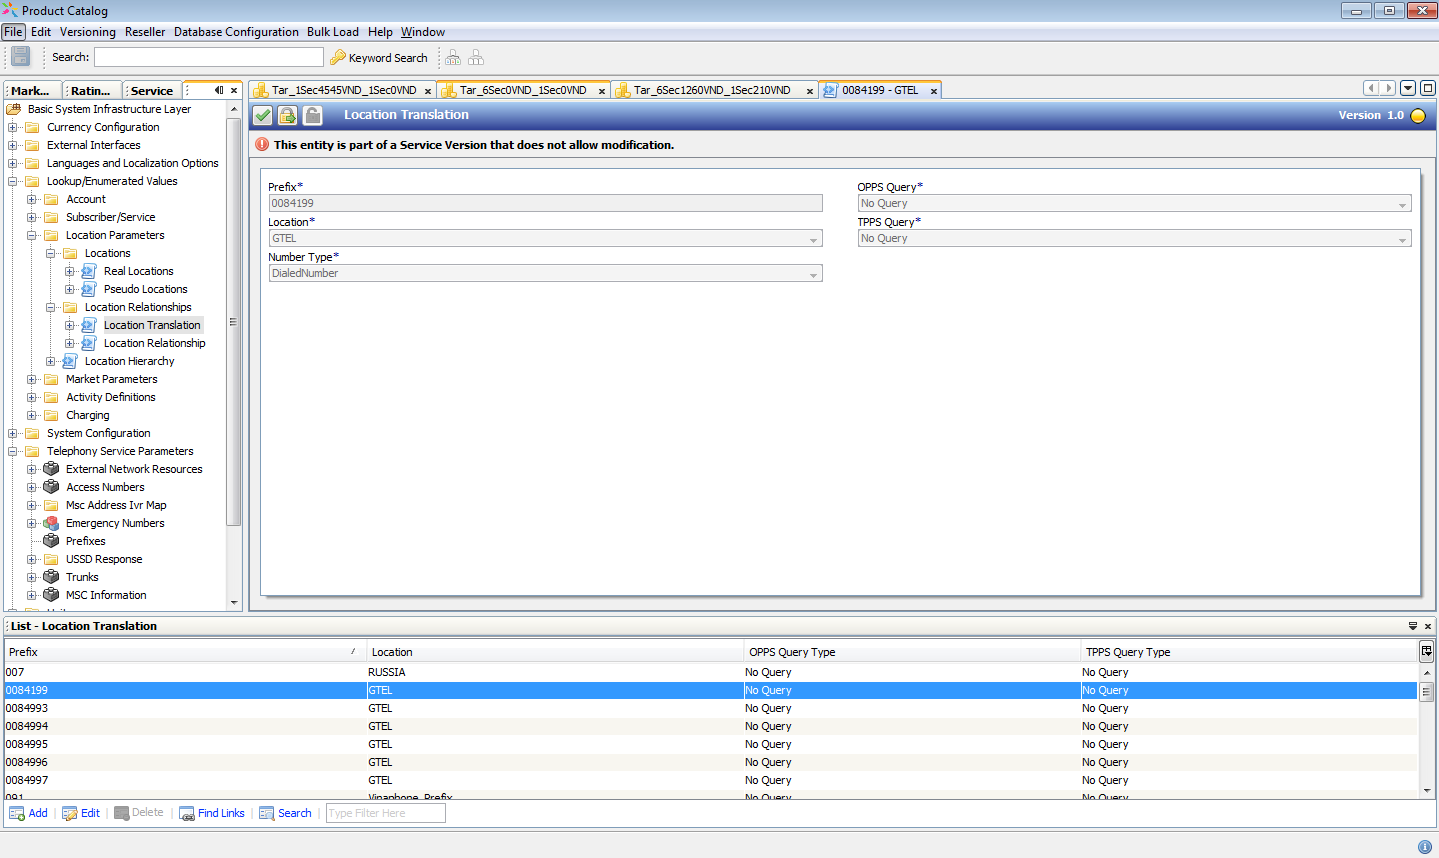 Product Catalog
File Edit Versioning Reseller Database Configuration Bulk Load Help Window
Search: Keyword Search
Mark... Ratin... Service
Tar_1Sec4545VND_1Sec0VND Tar_6Sec0VND_1Sec0VND Tar_6Sec1260VND_1Sec210VND 0084199 - GTEL
Basic System Infrastructure Layer
Currency Configuration
External Interfaces
Languages and Localization Options
Lookup/Enumerated Values
Account
Subscriber/Service
Location Parameters
Locations
Real Locations
Pseudo Locations
Location Relationships
Location Translation
Location Relationship
Location Hierarchy
Market Parameters
Activity Definitions
Charging
System Configuration
Telephony Service Parameters
External Network Resources
Access Numbers
Msc Address Ivr Map
Emergency Numbers
Prefixes
USSD Response
Trunks
MSC Information
Location Translation Version 1.0
This entity is part of a Service Version that does not allow modification.
Prefix* OPPS Query*
0084199 No Query
Location* TPPS Query*
GTEL No Query
Number Type*
DialedNumber
List - Location Translation
Prefix Location OPPS Query Type TPPS Query Type
007 RUSSIA No Query No Query
0084199 GTEL No Query No Query
0084993 GTEL No Query No Query
0084994 GTEL No Query No Query
0084995 GTEL No Query No Query
0084996 GTEL No Query No Query
0084997 GTEL No Query No Query
091 Vinaphone_Prefix No Query No Query
Add Edit Delete Find Links Search Type Filter Here